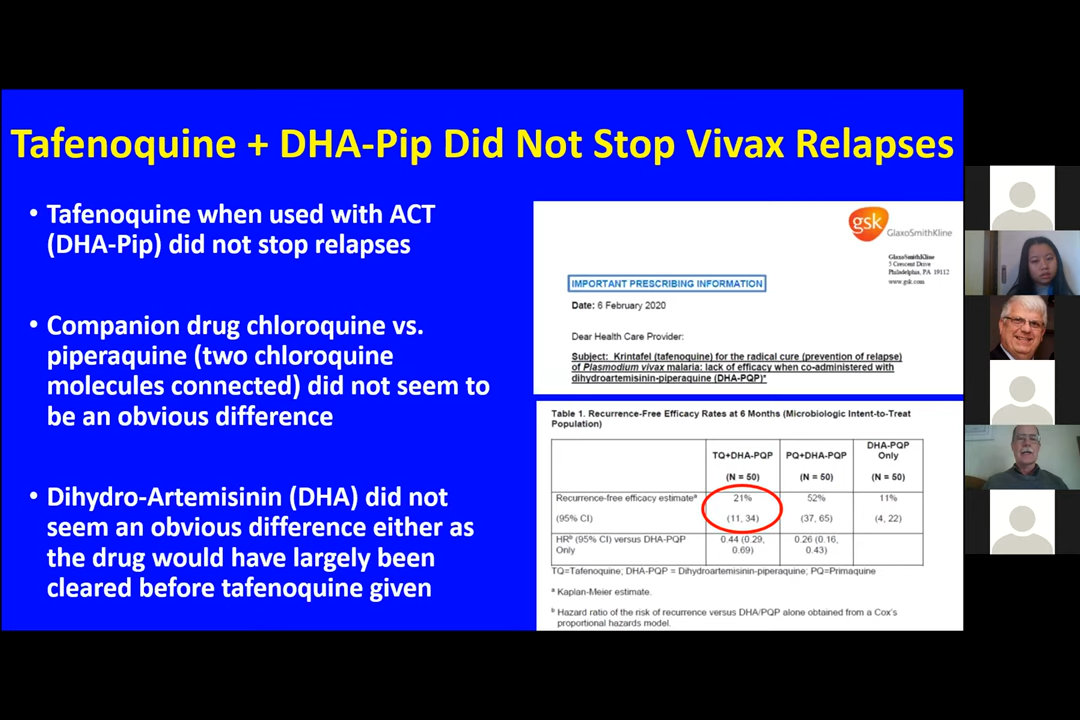 Tafenoquine + DHA-Pip Did Not Stop Vivax Relapses
• Tafenoquine when used with ACT
(DHA-Pip) did not stop relapses
• Companion drug chloroquine vs.
piperaquine (two chloroquine
molecules connected) did not seem to
be an obvious difference
• Dihydro-Artemisinin (DHA) did not
seem an obvious difference either as
the drug would have largely been
cleared before tafenoquine given
gsk
GlaxoSmithKline
GlaxoSmithKline
5 Crescent Drive
Philadelphia, PA 19112
www.gsk.com
IMPORTANT PRESCRIBING INFORMATION
Date: 6 February 2020
Dear Health Care Provider:
Subject: Krintafel (tafenoquine) for the radical cure (prevention of relapse)
of Plasmodium vivax malaria: lack of efficacy when co-administered with
dihydroartemisinin-piperaquine (DHA-PQP)*
Table 1. Recurrence-Free Efficacy Rates at 6 Months (Microbiologic Intent-to-Treat
Population)
TQ+DHA-PQP
(N = 50)
PQ+DHA-PQP
(N = 50)
DHA-PQP
Only
(N = 50)
Recurrence-free efficacy estimateᵃ
(95% CI)
21%
(11, 34)
52%
(37, 65)
11%
(4, 22)
HRᵇ (95% CI) versus DHA-PQP
Only
0.44 (0.29,
0.69)
0.26 (0.16,
0.43)
TQ=Tafenoquine; DHA-PQP = Dihydroartemisinin-piperaquine; PQ=Primaquine
ᵃ Kaplan-Meier estimate.
ᵇ Hazard ratio of the risk of recurrence versus DHA/PQP alone obtained from a Cox's
proportional hazards model.